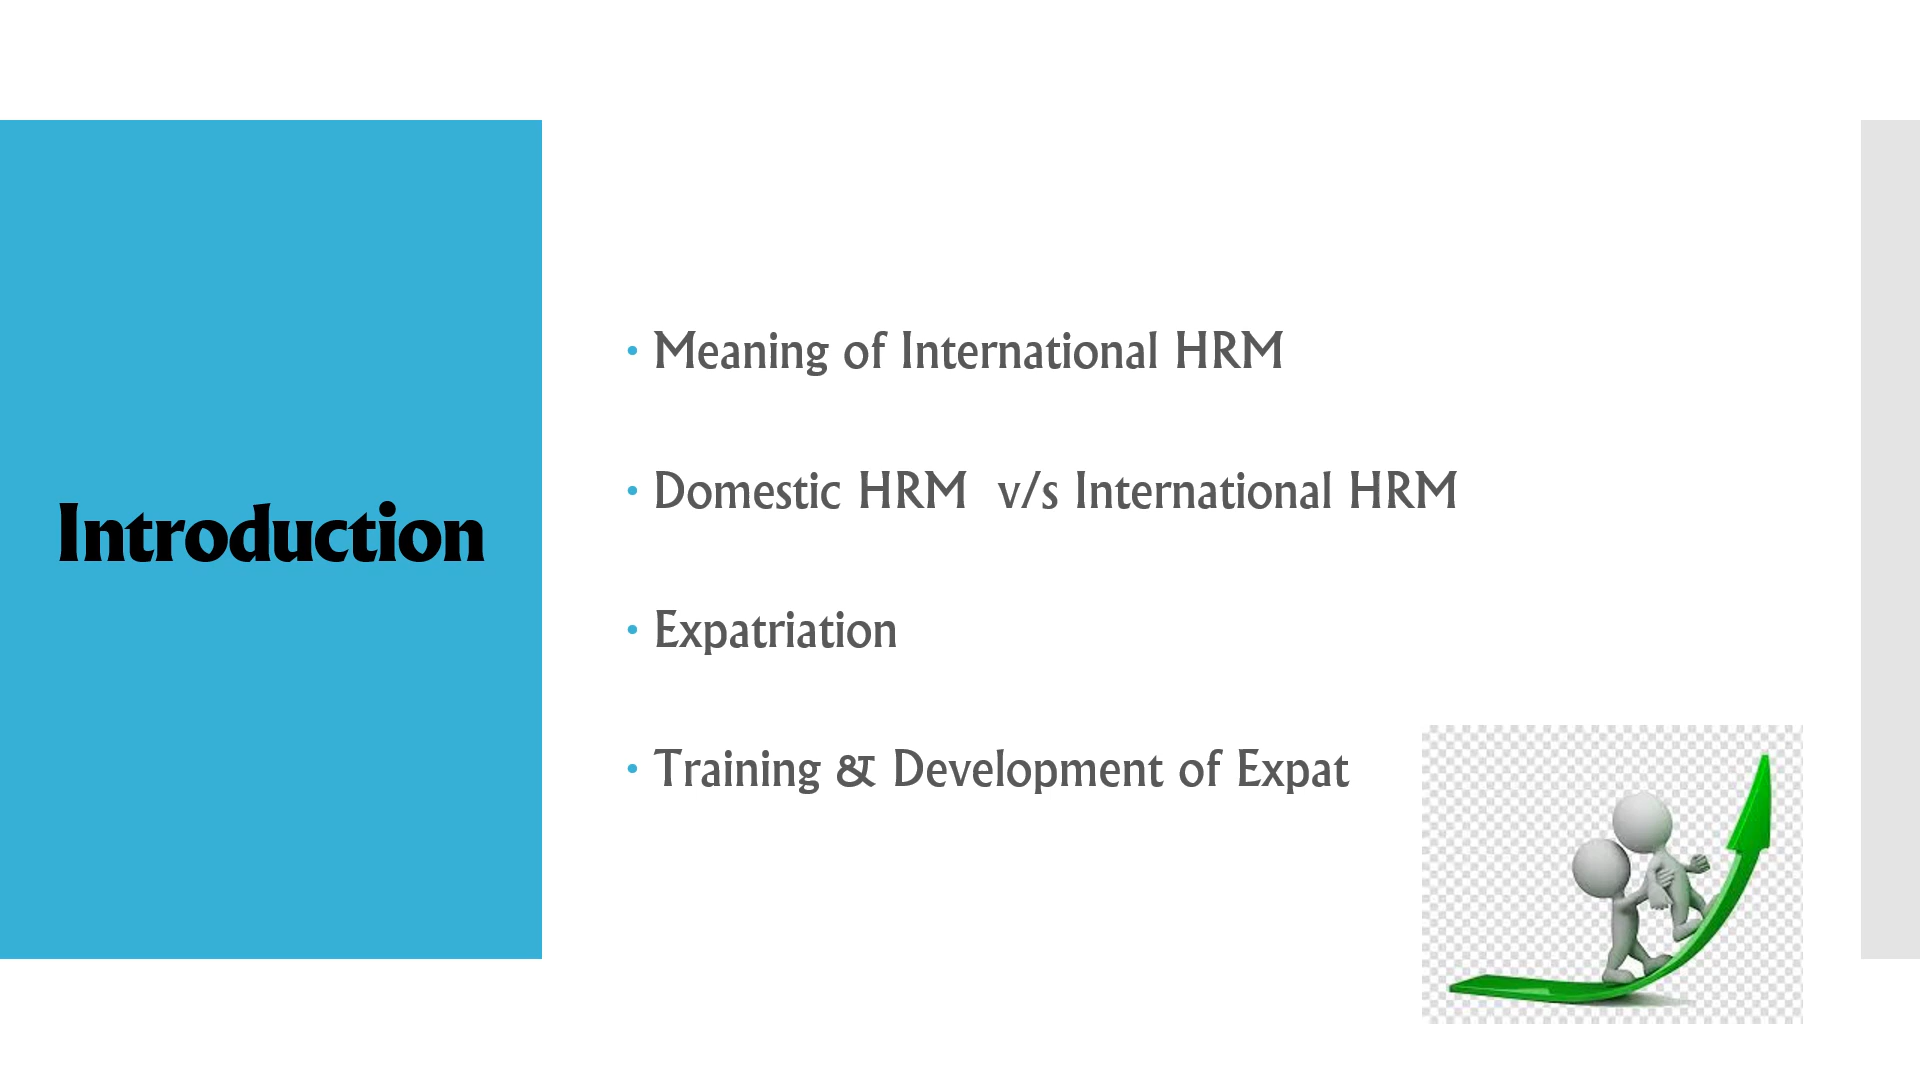 Introduction
• Meaning of International HRM
• Domestic HRM  v/s International HRM
• Expatriation
• Training & Development of Expat